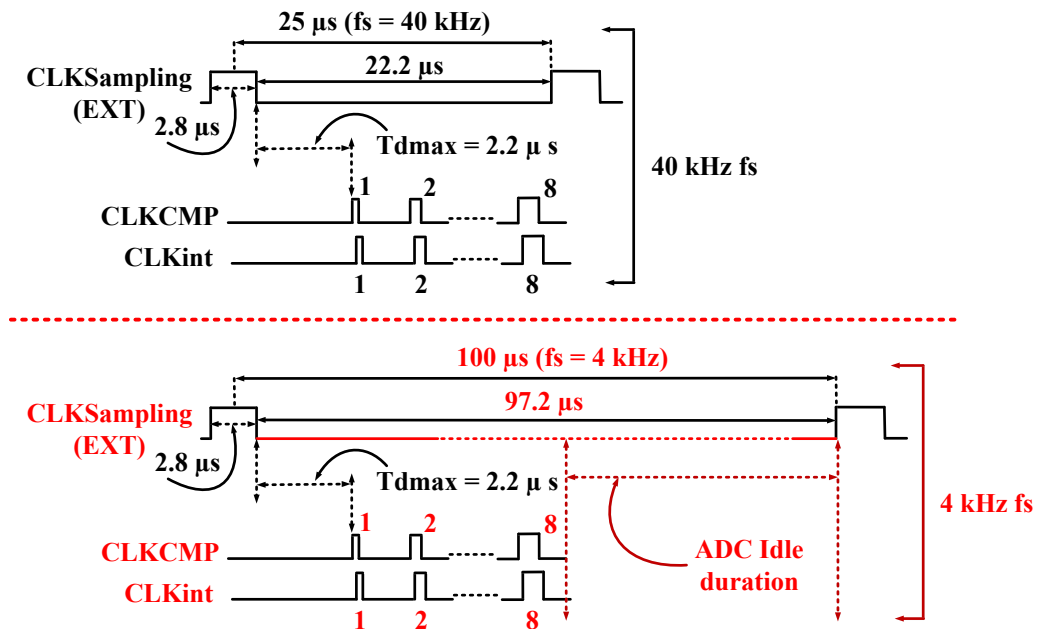 25 µs (fs = 40 kHz)
CLKSampling
(EXT)
22.2 µs
2.8 µs
Tdmax = 2.2 µ s
40 kHz fs
1 2 8
CLKCMP
CLKint
1 2 8
100 µs (fs = 4 kHz)
CLKSampling
(EXT)
97.2 µs
2.8 µs
Tdmax = 2.2 µ s
4 kHz fs
1 2 8
CLKCMP
ADC Idle
duration
CLKint
1 2 8